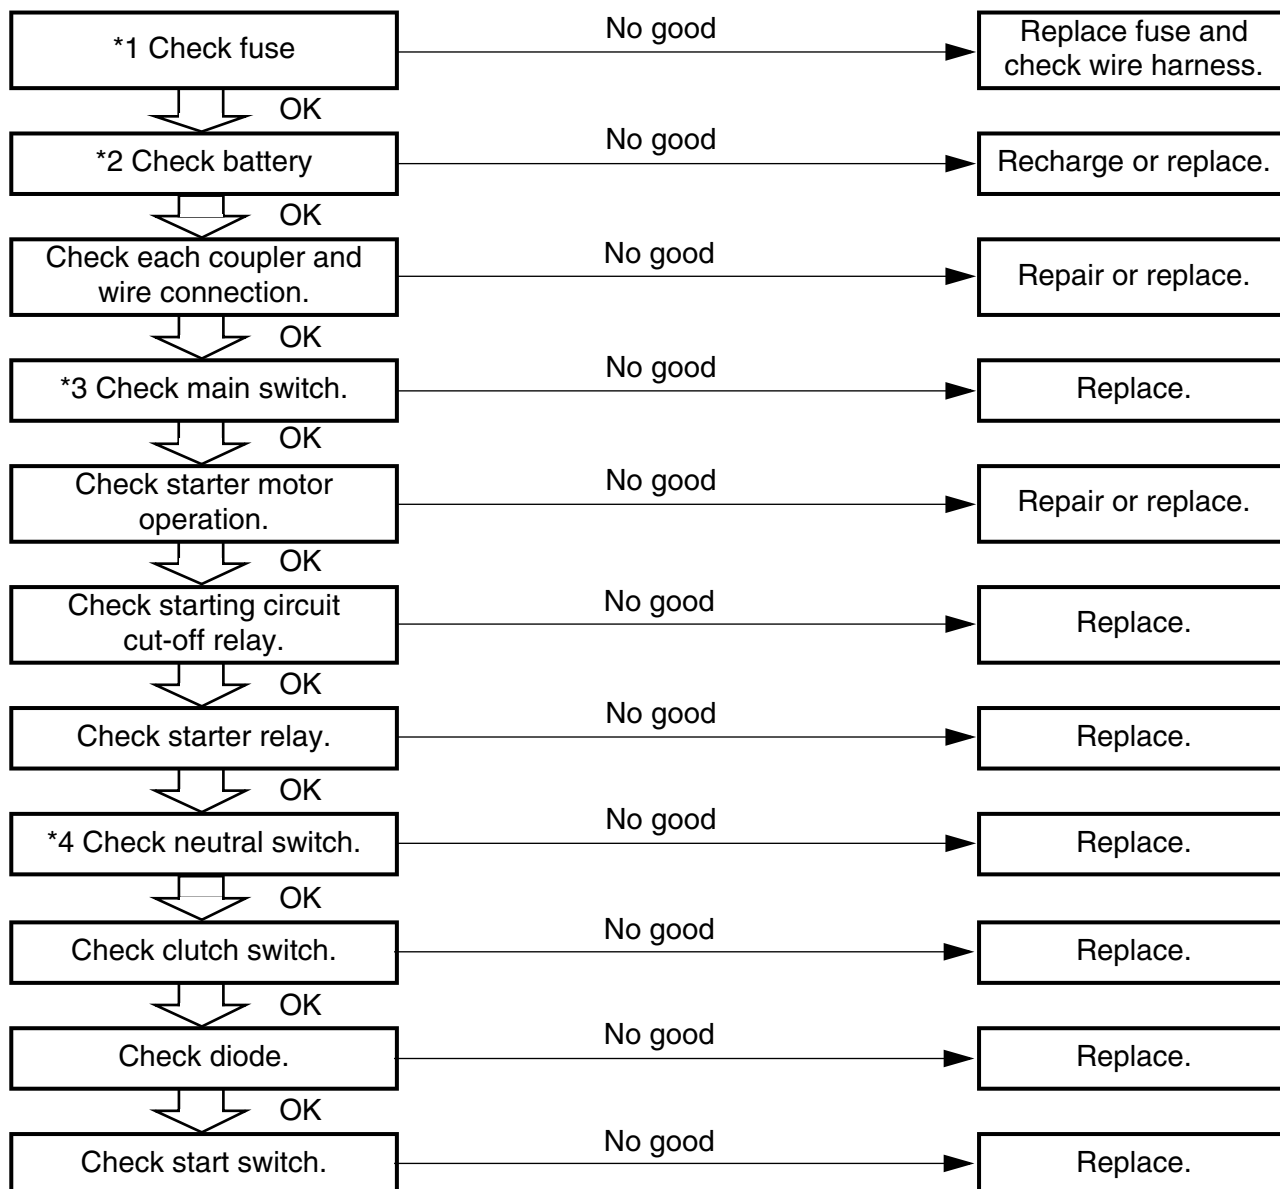 *1 Check fuse
No good
Replace fuse and
check wire harness.
OK
*2 Check battery
No good
Recharge or replace.
OK
Check each coupler and
wire connection.
No good
Repair or replace.
OK
*3 Check main switch.
No good
Replace.
OK
Check starter motor
operation.
No good
Repair or replace.
OK
Check starting circuit
cut-off relay.
No good
Replace.
OK
Check starter relay.
No good
Replace.
OK
*4 Check neutral switch.
No good
Replace.
OK
Check clutch switch.
No good
Replace.
OK
Check diode.
No good
Replace.
OK
Check start switch.
No good
Replace.